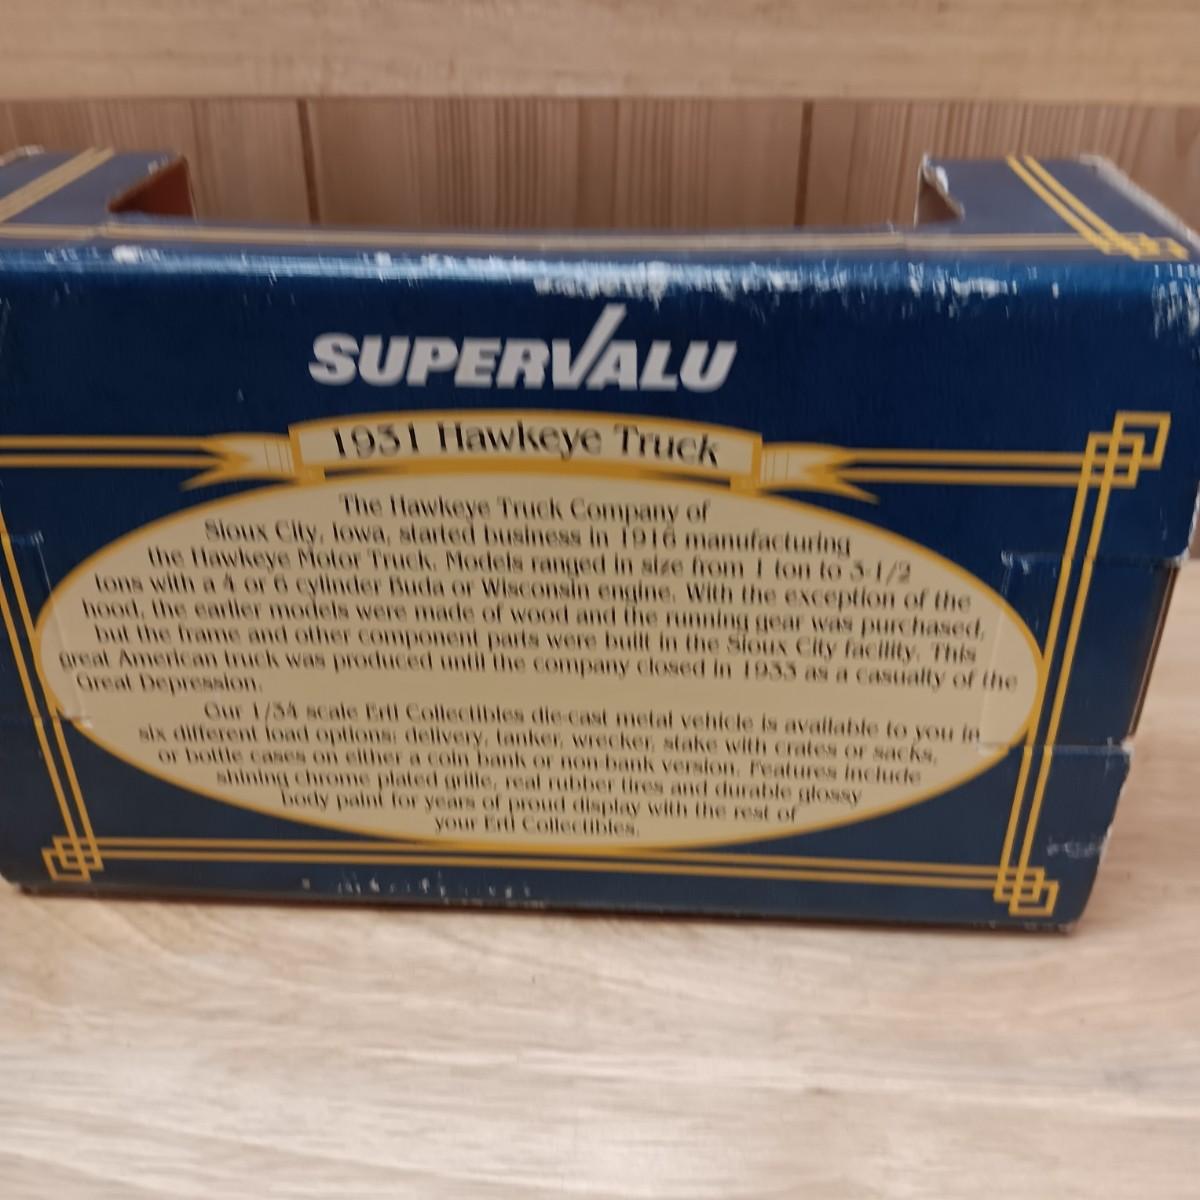 SUPERVALU
1931 Hawkeye Truck
The Hawkeye Truck Company of
Sioux City, Iowa, started business in 1916 manufacturing
the Hawkeye Motor Truck. Models ranged in size from 1 ton to 3-1/2
tons with a 4 or 6 cylinder Buda or Wisconsin engine. With the exception of the
hood, the earlier models were made of wood and the running gear was purchased,
but the frame and other component parts were built in the Sioux City facility. This
great American truck was produced until the company closed in 1933 as a casualty of the
Great Depression.
Our 1/34 scale Ertl Collectibles die-cast metal vehicle is available to you in
six different load options; delivery, tanker, wrecker, stake with crates or sacks,
or bottle cases on either a coin bank or non-bank version. Features include
shining chrome plated grille, real rubber tires and durable glossy
body paint for years of proud display with the rest of
your Ertl Collectibles.